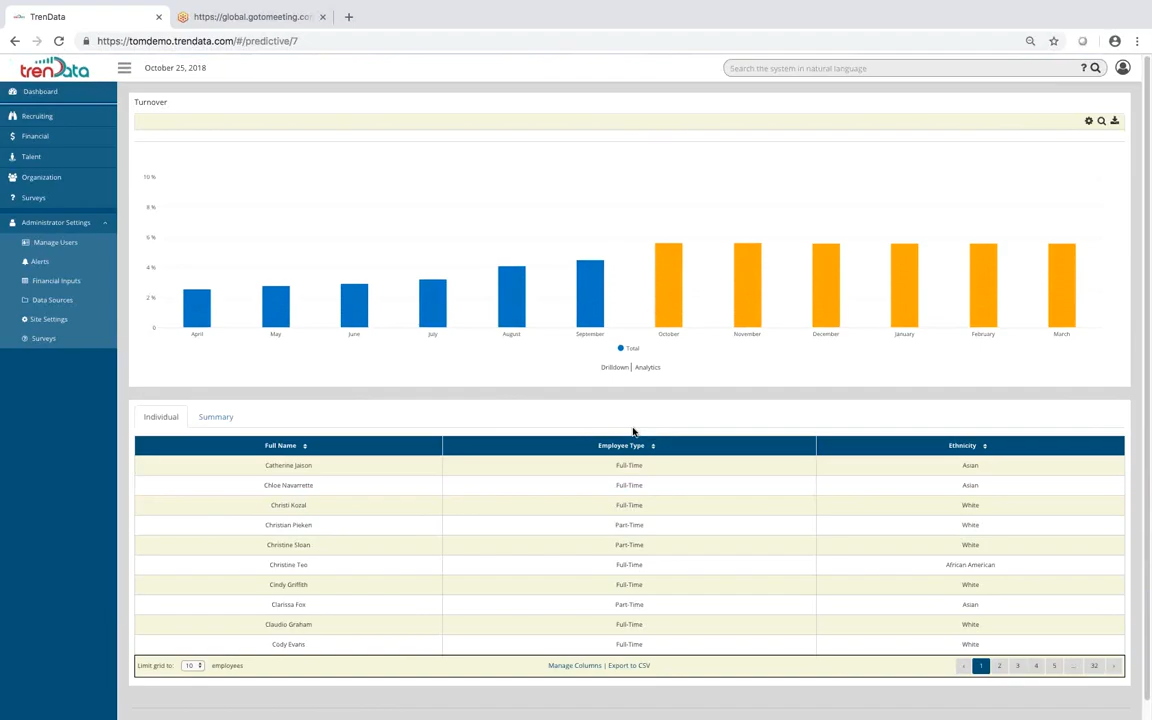 TrenData
https://global.gotomeeting.co
https://tomdemo.trendata.com/#/predictive/7
trenData
October 25, 2018
Search the system in natural language
?
Dashboard
Recruiting
Financial
Talent
Organization
Surveys
Administrator Settings
Manage Users
Alerts
Financial Inputs
Data Sources
Site Settings
Surveys
Turnover
10 %
8 %
6 %
4 %
2 %
0
April May June July August September October November December January February March
Total
Drilldown | Analytics
Individual Summary
Full Name Employee Type Ethnicity
Catherine Jaison Full-Time Asian
Chloe Navarrette Full-Time Asian
Christi Kozal Full-Time White
Christian Pieken Part-Time White
Christine Sloan Part-Time White
Christine Teo Full-Time African American
Cindy Griffith Full-Time White
Clarissa Fox Part-Time Asian
Claudio Graham Full-Time White
Cody Evans Full-Time White
Limit grid to: 10 employees Manage Columns | Export to CSV ‹ 1 2 3 4 5 ... 32 ›